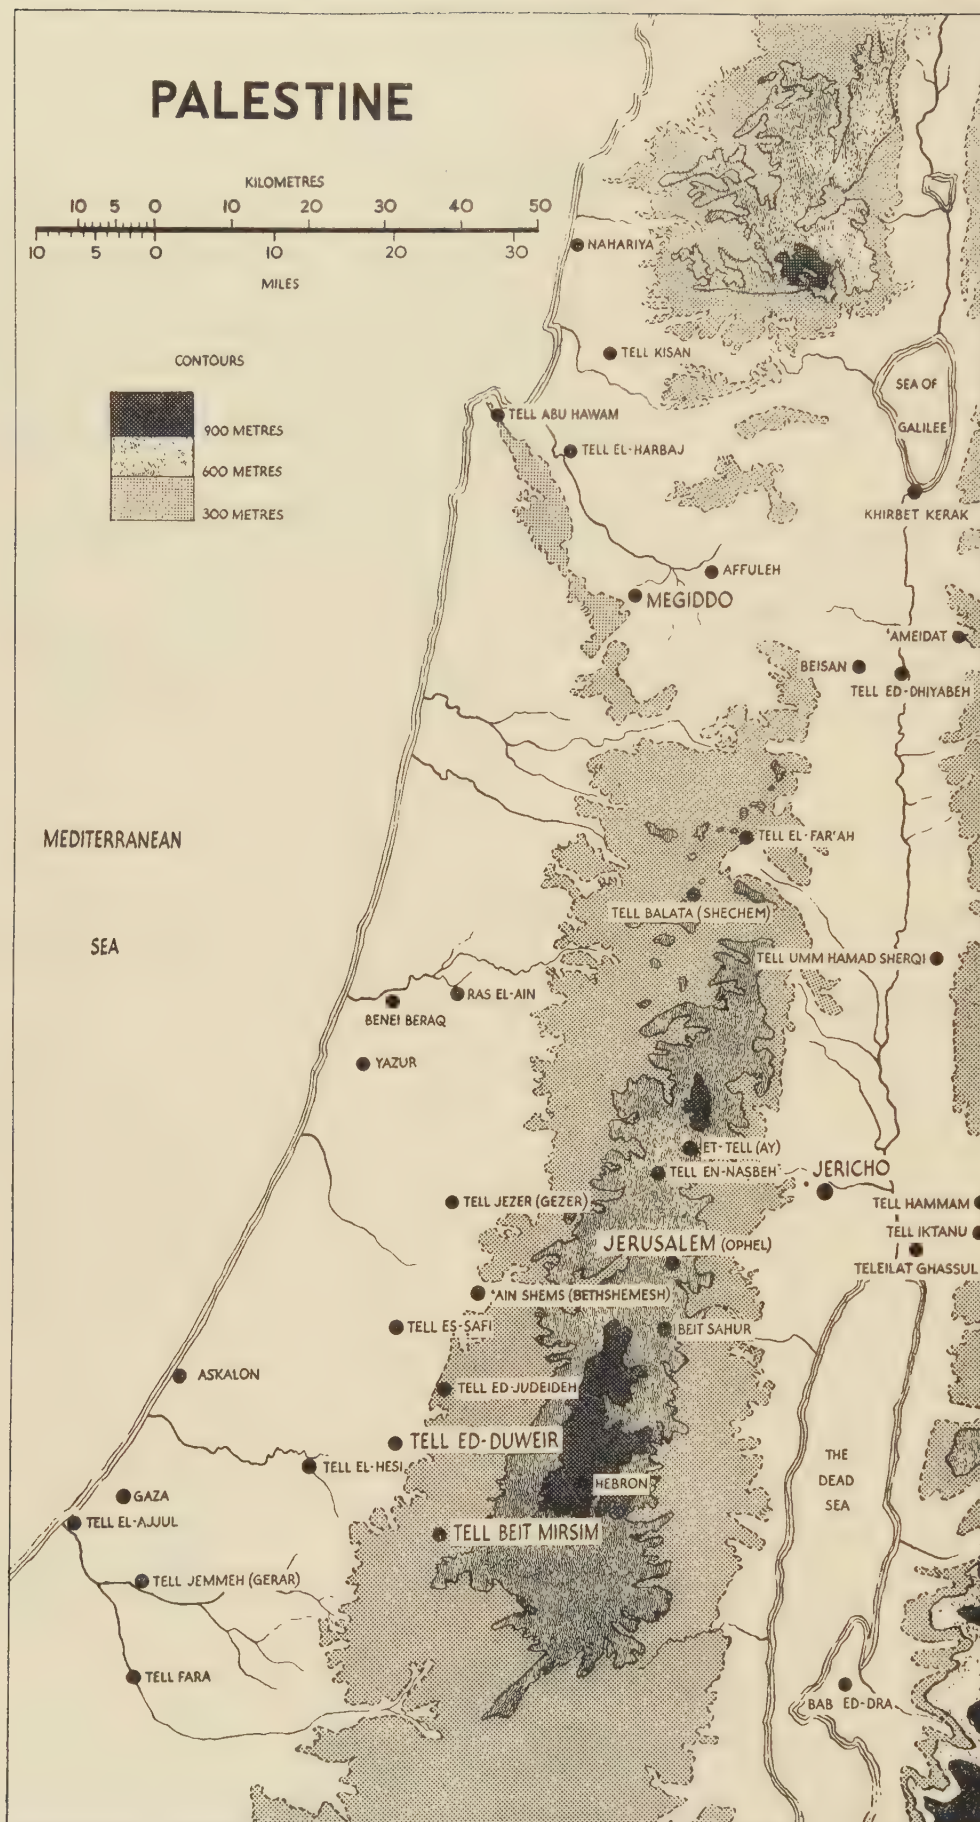 PALESTINE
KILOMETRES
10 5 0 10 20 30 40 50
10 5 0 10 20 30
MILES
CONTOURS
900 METRES
600 METRES
300 METRES
NAHARIYA
TELL KISAN
SEA OF
GALILEE
TELL ABU HAWAM
TELL EL-HARBAJ
KHIRBET KERAK
AFFULEH
MEGIDDO
'AMEIDAT
BEISAN
TELL ED-DHIYABEH
MEDITERRANEAN
SEA
TELL EL-FAR'AH
TELL BALATA (SHECHEM)
TELL UMM HAMAD SHERQI
RAS EL-AIN
BENEI BERAQ
YAZUR
ET-TELL (AY)
TELL EN-NASBEH
JERICHO
TELL JEZER (GEZER)
TELL HAMMAM
TELL IKTANU
TELEILAT GHASSUL
JERUSALEM (OPHEL)
'AIN SHEMS (BETHSHEMESH)
TELL ES-SAFI
BEIT SAHUR
ASKALON
TELL ED-JUDEIDEH
TELL ED-DUWEIR
TELL EL-HESI
HEBRON
THE
DEAD
SEA
GAZA
TELL EL-AJJUL
TELL BEIT MIRSIM
TELL JEMMEH (GERAR)
TELL FARA
BAB ED-DRA